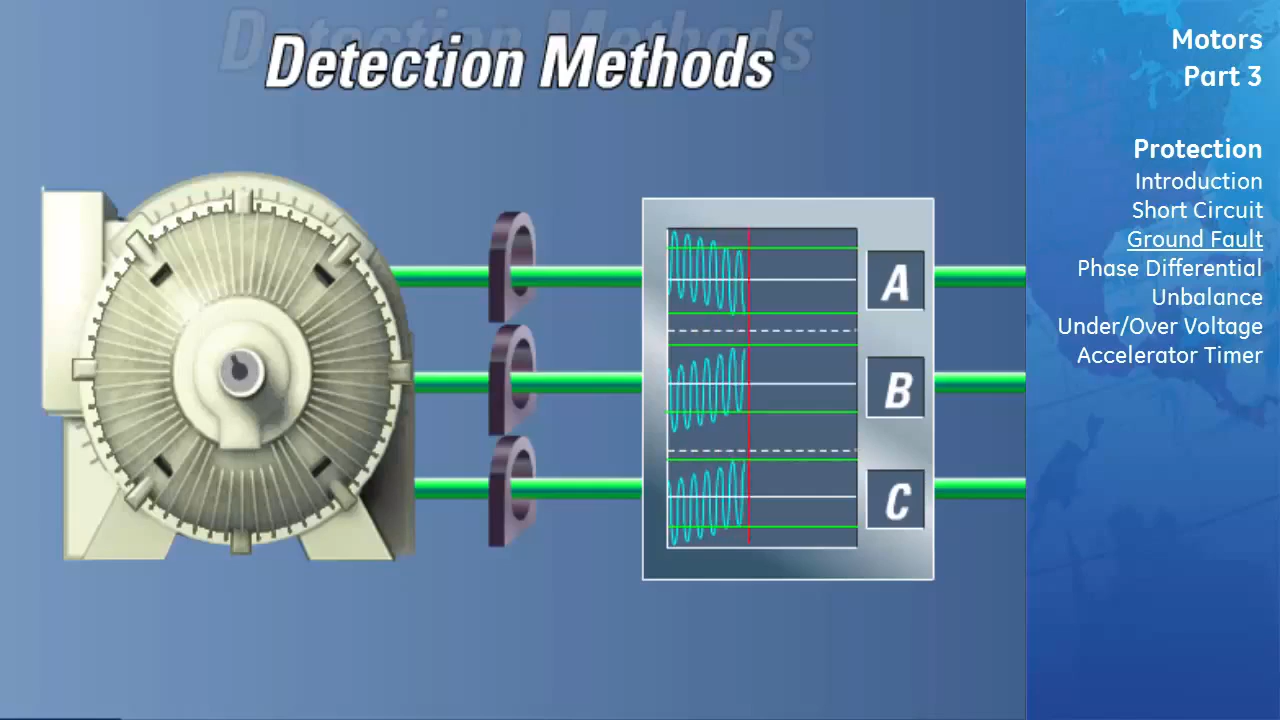 Detection Methods
A
B
C
Motors
Part 3
Protection
Introduction
Short Circuit
Ground Fault
Phase Differential
Unbalance
Under/Over Voltage
Accelerator Timer